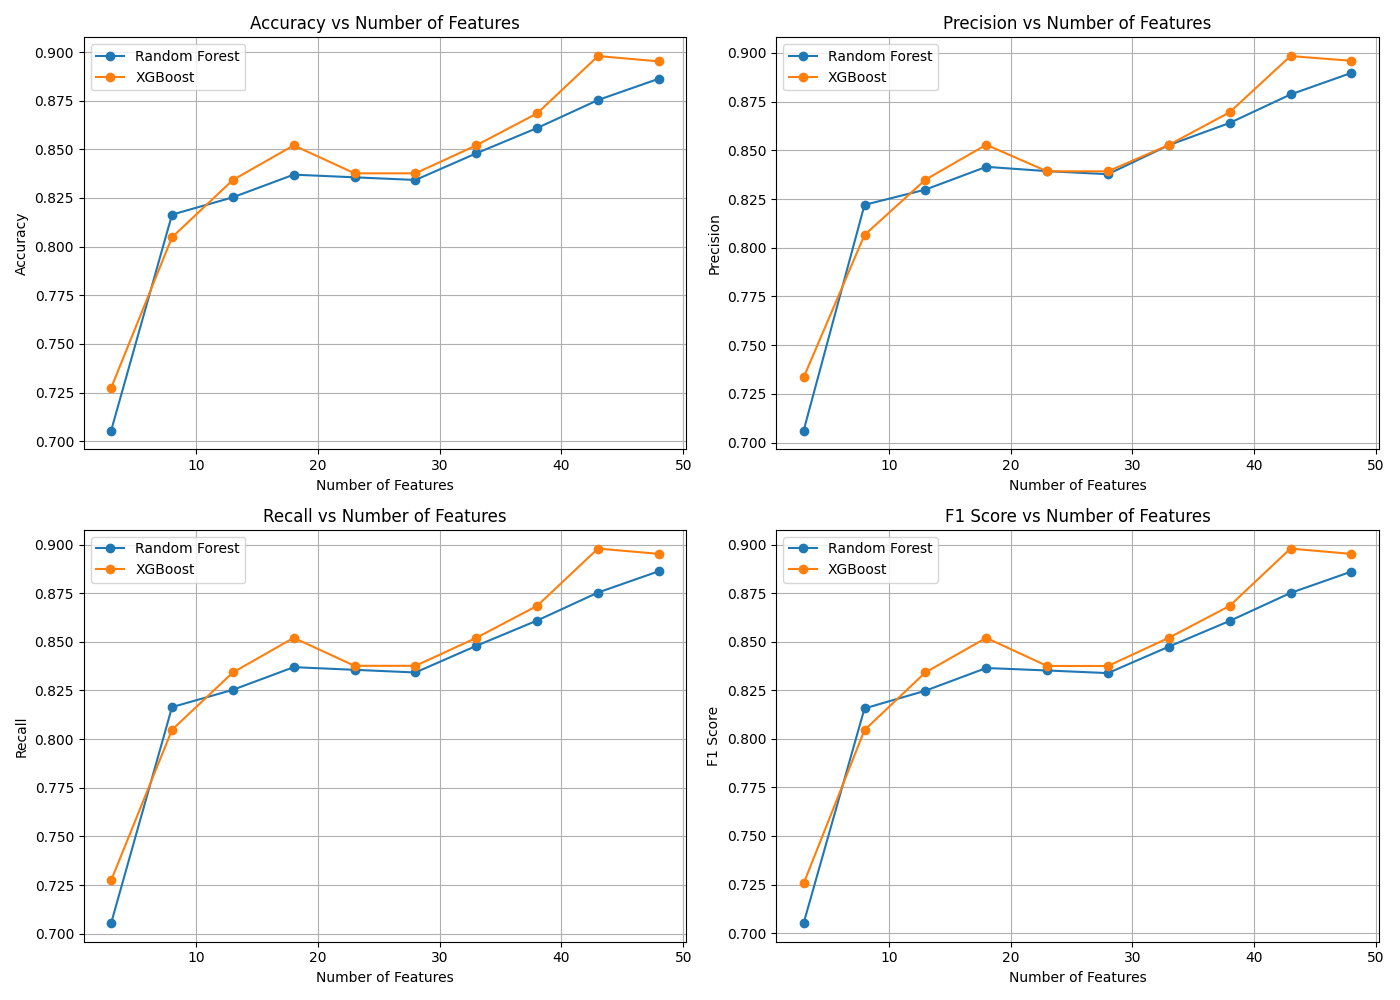 Accuracy vs Number of Features
0.900
0.875
0.850
0.825
0.800
0.775
0.750
0.725
0.700
Accuracy
Random Forest
XGBoost
10 20 30 40 50
Number of Features
Precision vs Number of Features
0.900
0.875
0.850
0.825
0.800
0.775
0.750
0.725
0.700
Precision
Random Forest
XGBoost
10 20 30 40 50
Number of Features
Recall vs Number of Features
0.900
0.875
0.850
0.825
0.800
0.775
0.750
0.725
0.700
Recall
Random Forest
XGBoost
10 20 30 40 50
Number of Features
F1 Score vs Number of Features
0.900
0.875
0.850
0.825
0.800
0.775
0.750
0.725
0.700
F1 Score
Random Forest
XGBoost
10 20 30 40 50
Number of Features